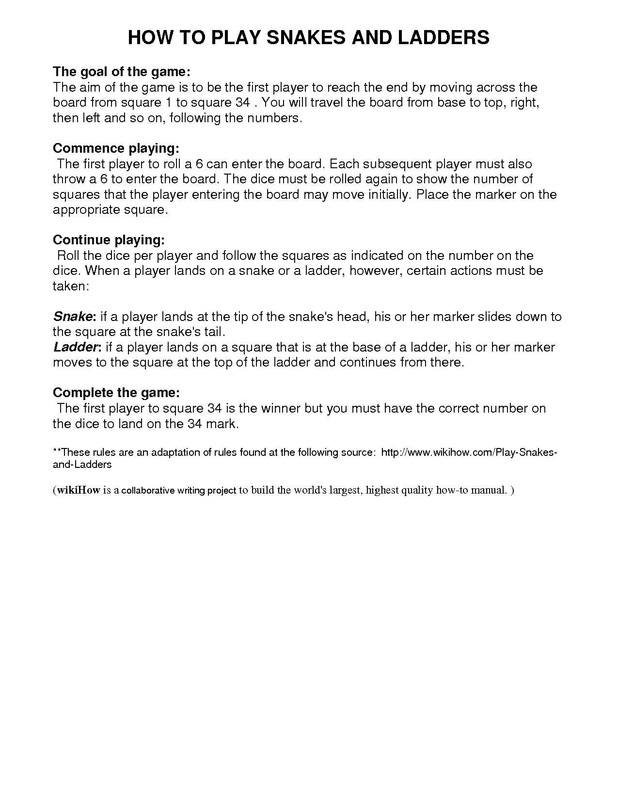 HOW TO PLAY SNAKES AND LADDERS
The goal of the game:
The aim of the game is to be the first player to reach the end by moving across the
board from square 1 to square 34 . You will travel the board from base to top, right,
then left and so on, following the numbers.
Commence playing:
The first player to roll a 6 can enter the board. Each subsequent player must also
throw a 6 to enter the board. The dice must be rolled again to show the number of
squares that the player entering the board may move initially. Place the marker on the
appropriate square.
Continue playing:
Roll the dice per player and follow the squares as indicated on the number on the
dice. When a player lands on a snake or a ladder, however, certain actions must be
taken:
Snake: if a player lands at the tip of the snake's head, his or her marker slides down to
the square at the snake's tail.
Ladder: if a player lands on a square that is at the base of a ladder, his or her marker
moves to the square at the top of the ladder and continues from there.
Complete the game:
The first player to square 34 is the winner but you must have the correct number on
the dice to land on the 34 mark.
**These rules are an adaptation of rules found at the following source: http://www.wikihow.com/Play-Snakes-
and-Ladders
(wikiHow is a collaborative writing project to build the world's largest, highest quality how-to manual. )